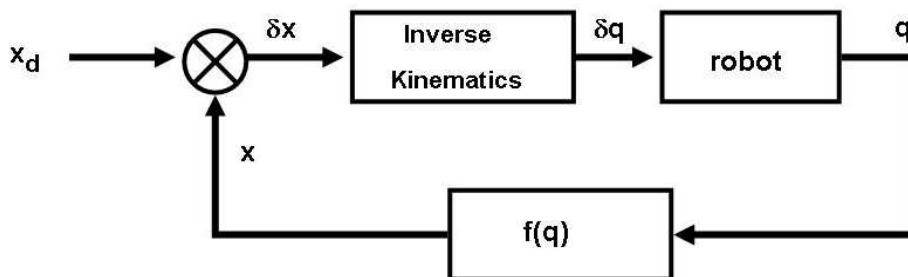 x_d
δx
Inverse
Kinematics
δq
robot
q
x
f(q)